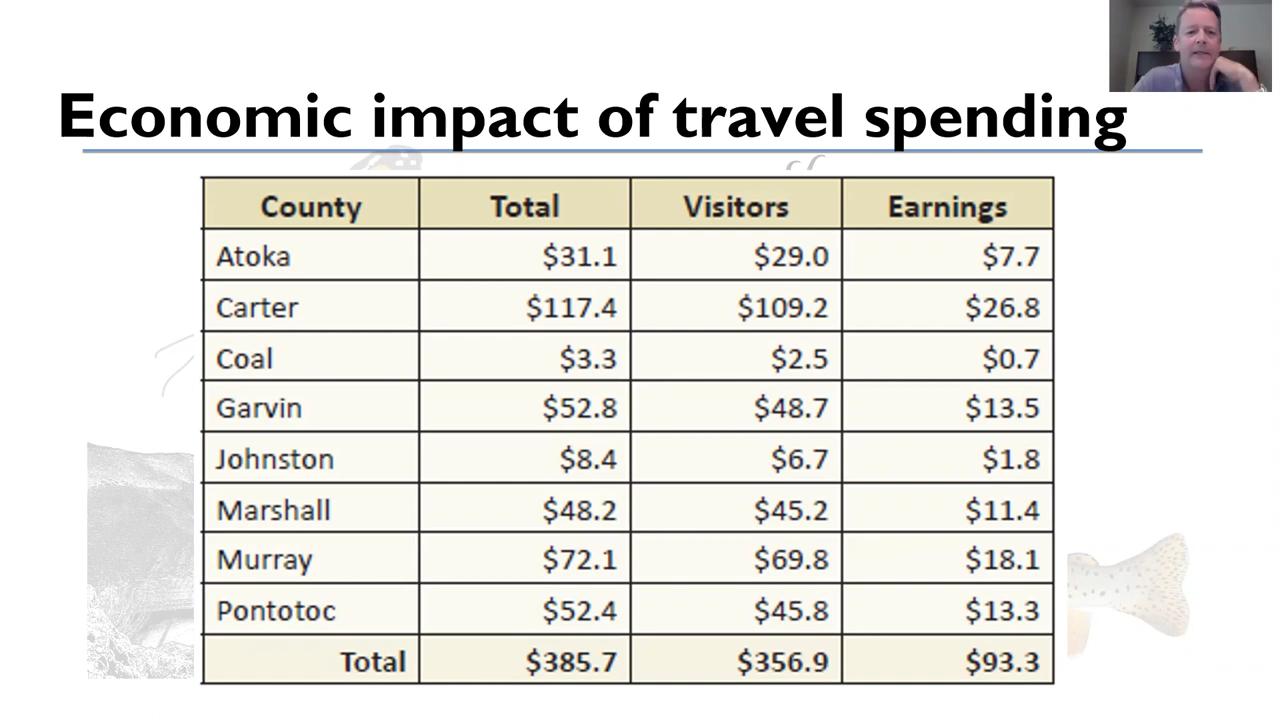 Economic impact of travel spending
County Total Visitors Earnings
Atoka $31.1 $29.0 $7.7
Carter $117.4 $109.2 $26.8
Coal $3.3 $2.5 $0.7
Garvin $52.8 $48.7 $13.5
Johnston $8.4 $6.7 $1.8
Marshall $48.2 $45.2 $11.4
Murray $72.1 $69.8 $18.1
Pontotoc $52.4 $45.8 $13.3
Total $385.7 $356.9 $93.3